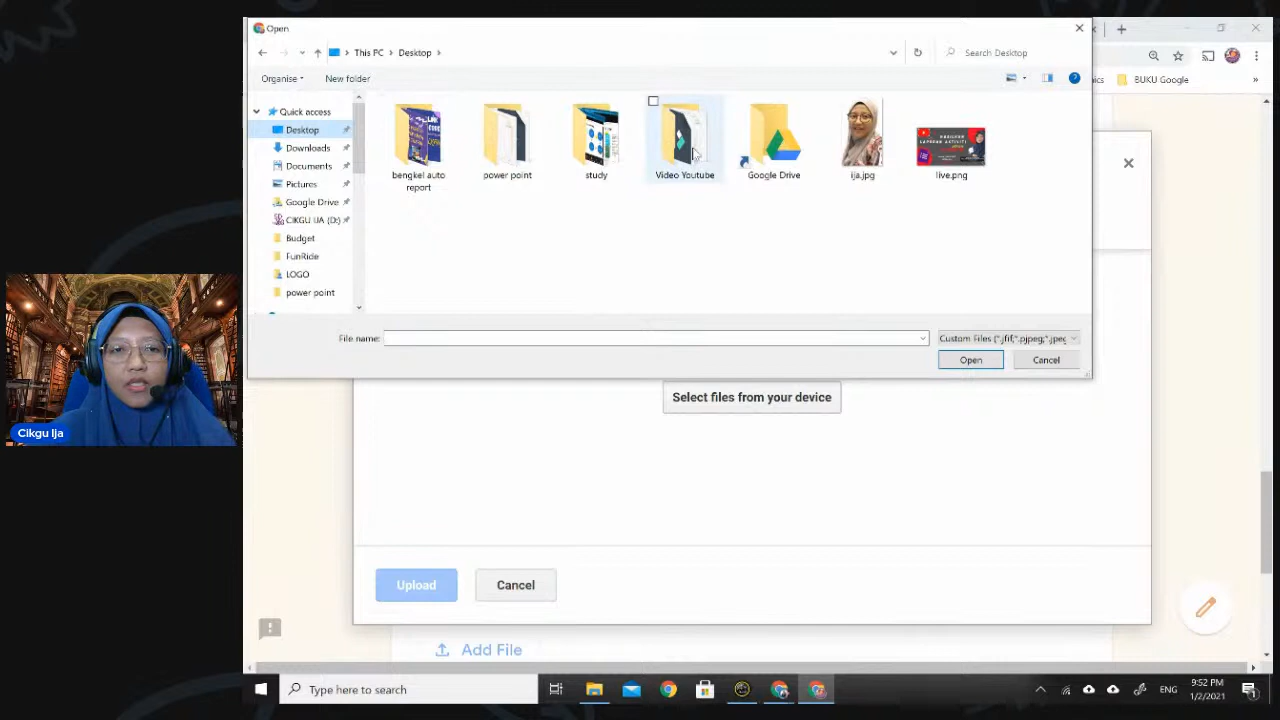 Open
This PC
Desktop
Search Desktop
Organise
New folder
BUKU Google
Quick access
Desktop
Downloads
Documents
Pictures
Google Drive
CIKGU IJA (D:)
Budget
FunRide
LOGO
power point
bengkel auto
report
power point
study
Video Youtube
Google Drive
ija.jpg
live.png
File name:
Custom Files (*.jfif;*.pjpeg;*.jpeg
Open
Cancel
Select files from your device
Cikgu Ija
Upload
Cancel
Add File
Type here to search
ENG
9:52 PM
1/2/2021